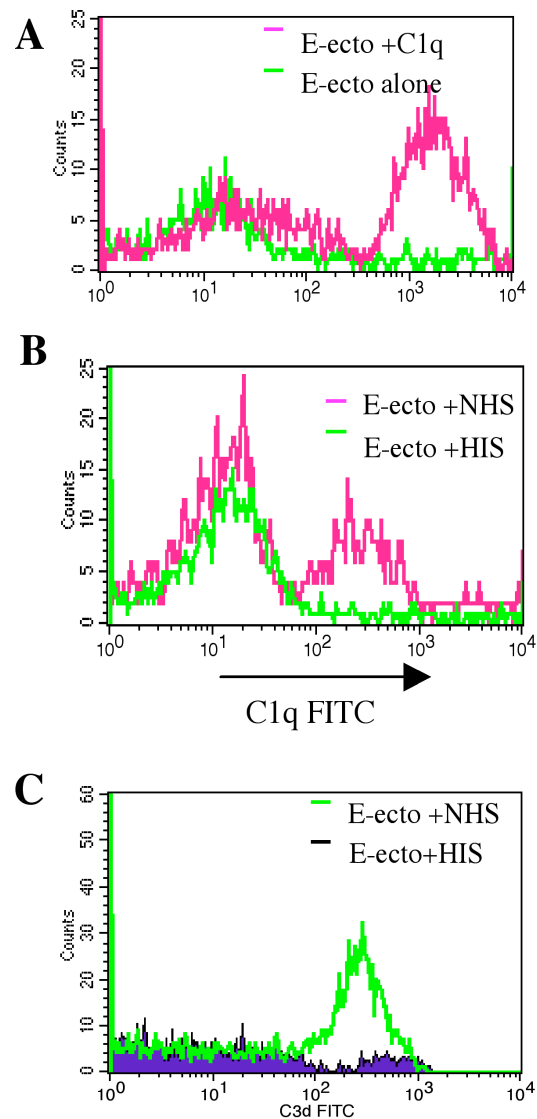 A
E-ecto +C1q
E-ecto alone
25
20
15
10
5
0
Counts
10^0 10^1 10^2 10^3 10^4
B
E-ecto +NHS
E-ecto +HIS
25
20
15
10
5
0
Counts
10^0 10^1 10^2 10^3 10^4
C1q FITC
C
E-ecto +NHS
E-ecto+HIS
60
50
40
30
20
10
0
Counts
10^0 10^1 10^2 10^3 10^4
C3d FITC